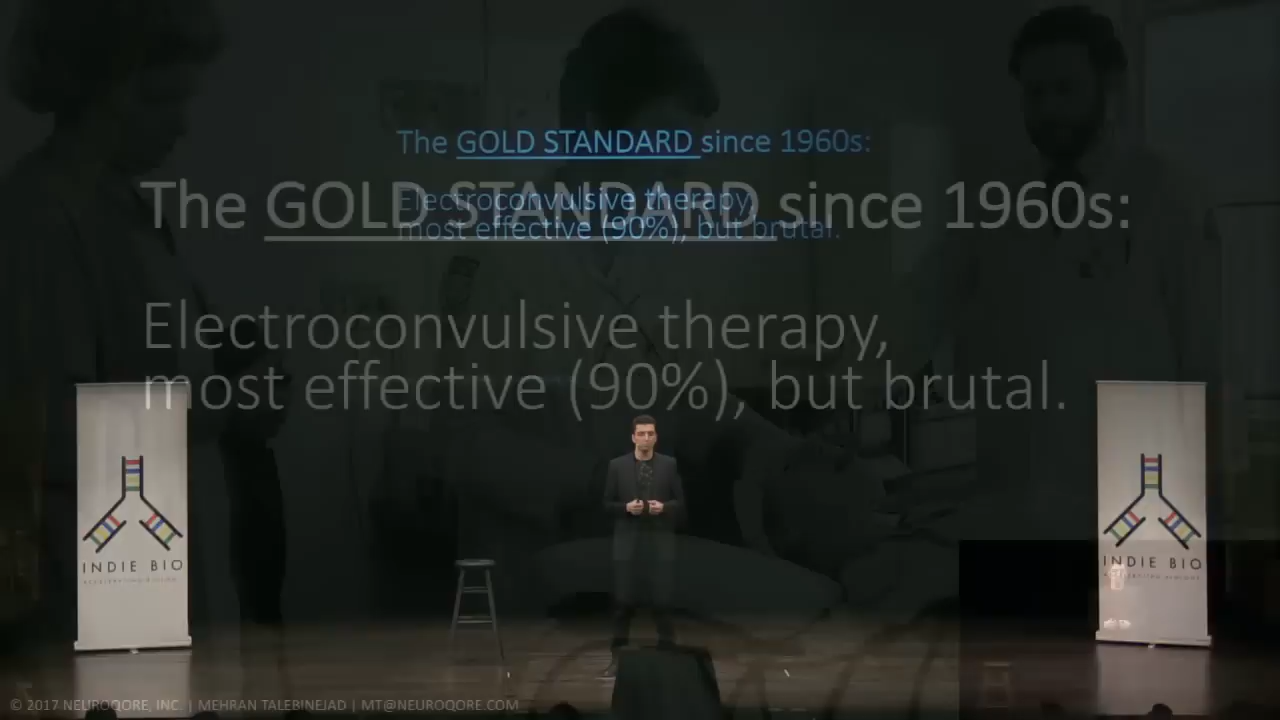 The GOLD STANDARD since 1960s:
Electroconvulsive therapy,
most effective (90%), but brutal.
The GOLD STANDARD since 1960s:
Electroconvulsive therapy,
most effective (90%), but brutal.
INDIE BIO
INDIE BIO
© 2017 NEUROQORE, INC. | MEHRAN TALEBINEJAD | MT@NEUROQORE.COM